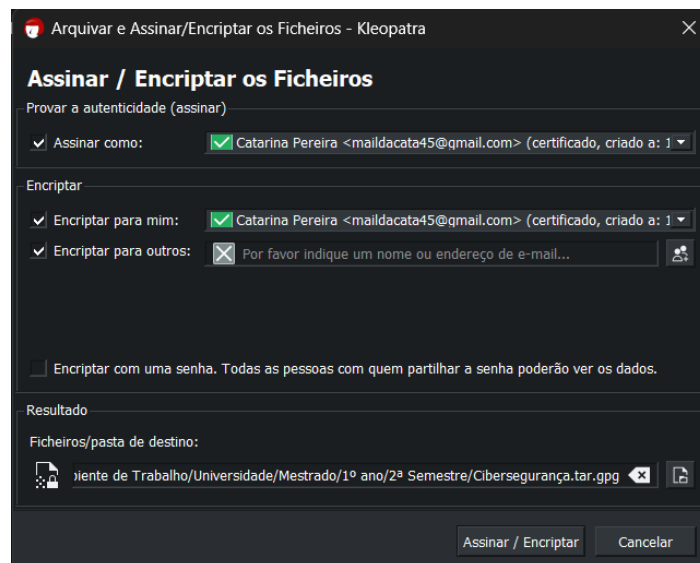 Arquivar e Assinar/Encriptar os Ficheiros - Kleopatra
Assinar / Encriptar os Ficheiros
Provar a autenticidade (assinar)
Assinar como:
Catarina Pereira <maildacata45@gmail.com> (certificado, criado a: 1
Encriptar
Encriptar para mim:
Catarina Pereira <maildacata45@gmail.com> (certificado, criado a: 1
Encriptar para outros:
Por favor indique um nome ou endereço de e-mail...
Encriptar com uma senha. Todas as pessoas com quem partilhar a senha poderão ver os dados.
Resultado
Ficheiros/pasta de destino:
iente de Trabalho/Universidade/Mestrado/1º ano/2ª Semestre/Cibersegurança.tar.gpg
Assinar / Encriptar
Cancelar